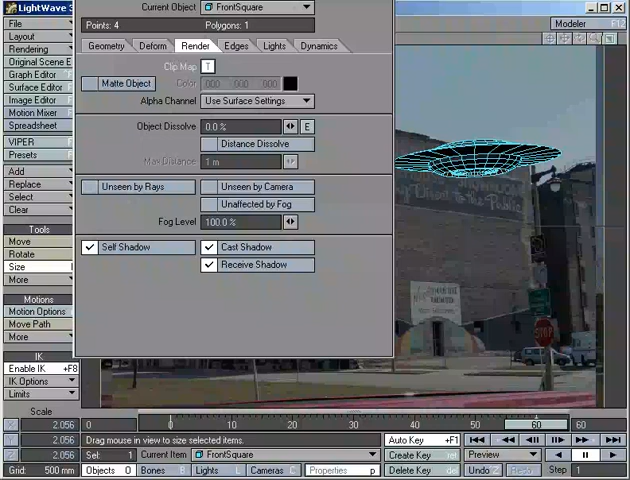 LightWave 3
Current Object
FrontSquare
Points: 4
Polygons: 1
Geometry
Deform
Render
Edges
Lights
Dynamics
Clip Map
T
Matte Object
Color
000 000 000
Alpha Channel
Use Surface Settings
Object Dissolve
0.0 %
E
Distance Dissolve
Max Distance
1 m
Unseen by Rays
Unseen by Camera
Unaffected by Fog
Fog Level
100.0 %
Self Shadow
Cast Shadow
Receive Shadow
File
Layout
Rendering
Original Scene E
Graph Editor
Surface Editor
Image Editor
Motion Mixer
Spreadsheet
VIPER
Presets
Add
Replace
Select
Clear
Tools
Move
Rotate
Size
More
Motions
Motion Options
Move Path
More
IK
Enable IK +F8
IK Options
Limits
Scale
X 2.056
Y 2.056
Z 2.056
Grid: 500 mm
Modeler F12
to the Public
STOP
0
0
10
20
30
40
50
60
60
Drag mouse in view to size selected items.
Sel: 1
Current Item
FrontSquare
Objects O
Bones B
Lights L
Cameras C
Properties p
Auto Key +F1
Create Key
Delete Key
Preview
Undo
Step 1